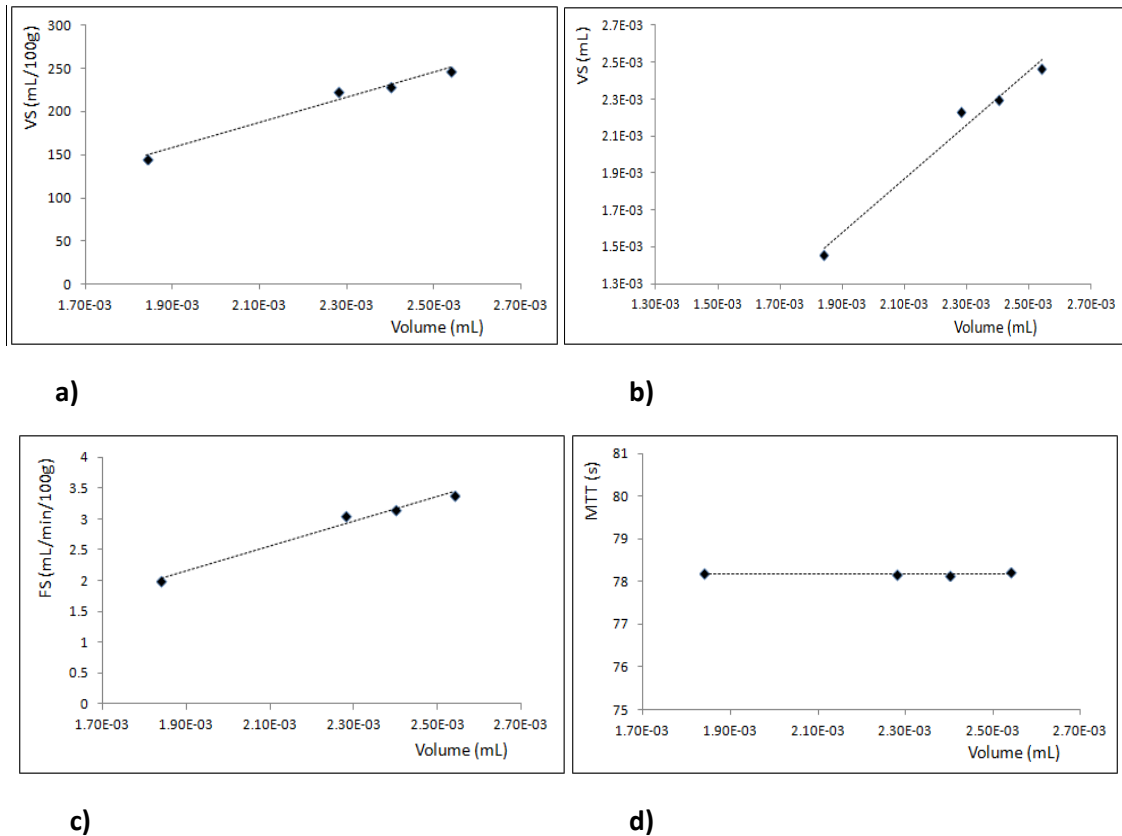 VS (mL/100g)
300
250
200
150
100
50
0
1.70E-03 1.90E-03 2.10E-03 2.30E-03 2.50E-03 2.70E-03
Volume (mL)
a)
VS (mL)
2.7E-03
2.5E-03
2.3E-03
2.1E-03
1.9E-03
1.7E-03
1.5E-03
1.3E-03
1.30E-03 1.50E-03 1.70E-03 1.90E-03 2.10E-03 2.30E-03 2.50E-03 2.70E-03
Volume (mL)
b)
FS (mL/min/100g)
4
3.5
3
2.5
2
1.5
1
0.5
0
1.70E-03 1.90E-03 2.10E-03 2.30E-03 2.50E-03 2.70E-03
Volume (mL)
c)
MTT (s)
81
80
79
78
77
76
75
1.70E-03 1.90E-03 2.10E-03 2.30E-03 2.50E-03 2.70E-03
Volume (mL)
d)